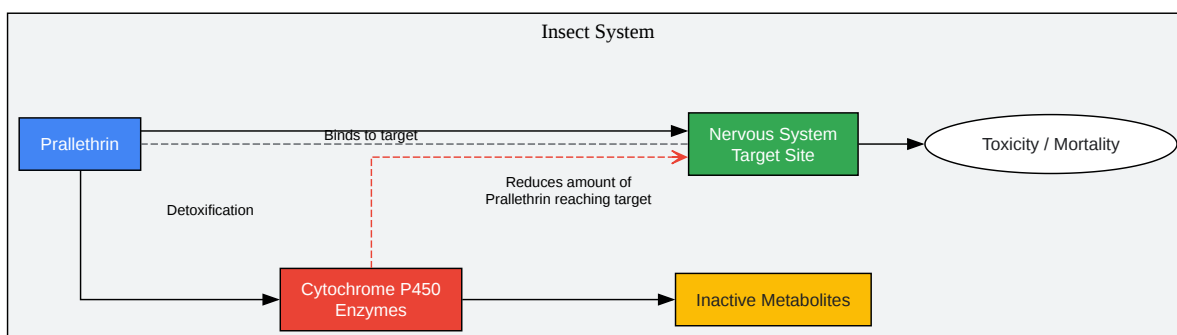 Insect System
Prallethrin
Binds to target
Nervous System
Target Site
Toxicity / Mortality
Reduces amount of
Prallethrin reaching target
Detoxification
Cytochrome P450
Enzymes
Inactive Metabolites